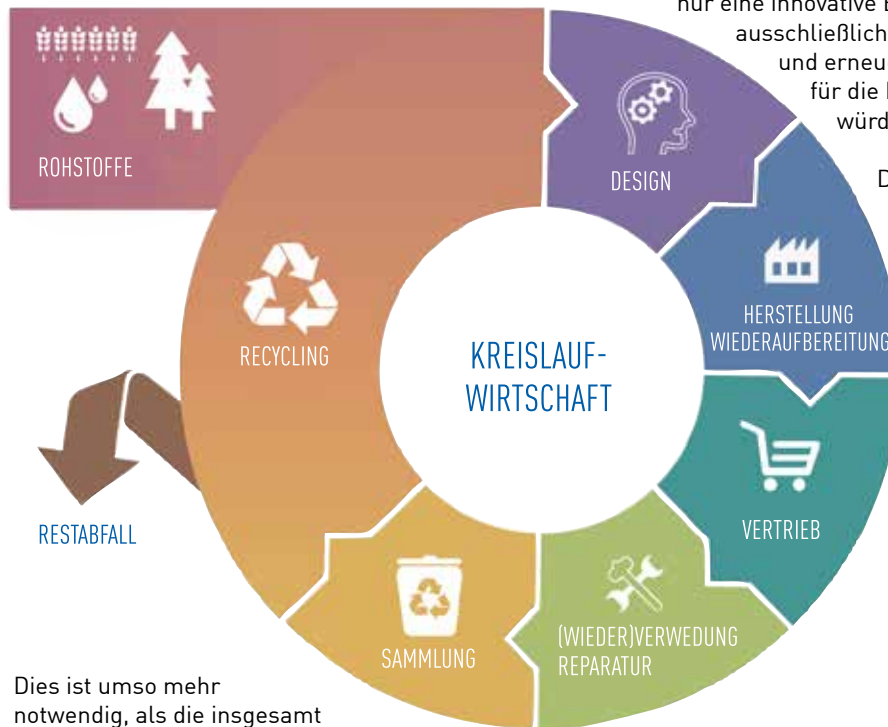 nur eine innovative
ausschließlich
und erneu
für die
würd
D
ROHSTOFFE
DESIGN
HERSTELLUNG
WIEDERAUFBEREITUNG
RECYCLING
KREISLAUF-
WIRTSCHAFT
VERTRIEB
RESTABFALL
(WIEDER)VERWEDUNG
REPARATUR
SAMMLUNG
Dies ist umso mehr
notwendig, als die insgesamt